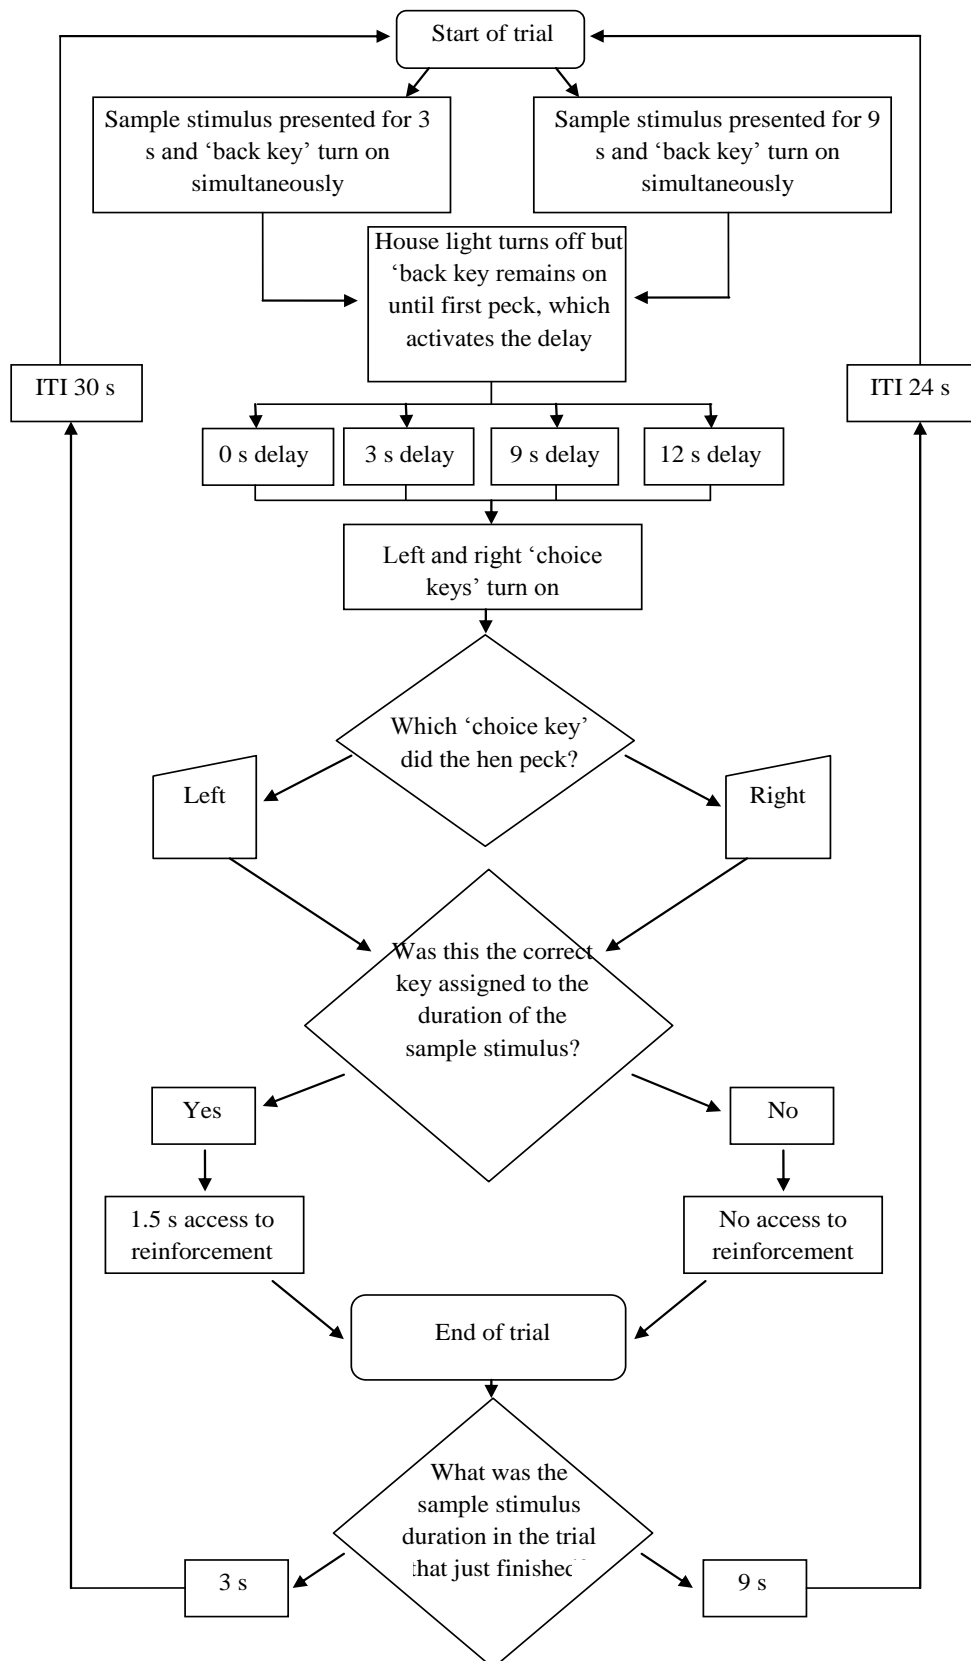 Start of trial
Sample stimulus presented for 3
s and ‘back key’ turn on
simultaneously
Sample stimulus presented for 9
s and ‘back key’ turn on
simultaneously
House light turns off but
‘back key remains on
until first peck, which
activates the delay
ITI 30 s
ITI 24 s
0 s delay
3 s delay
9 s delay
12 s delay
Left and right ‘choice
keys’ turn on
Which ‘choice key’
did the hen peck?
Left
Right
Was this the correct
key assigned to the
duration of the
sample stimulus?
Yes
No
1.5 s access to
reinforcement
No access to
reinforcement
End of trial
What was the
sample stimulus
duration in the trial
that just finished
3 s
9 s